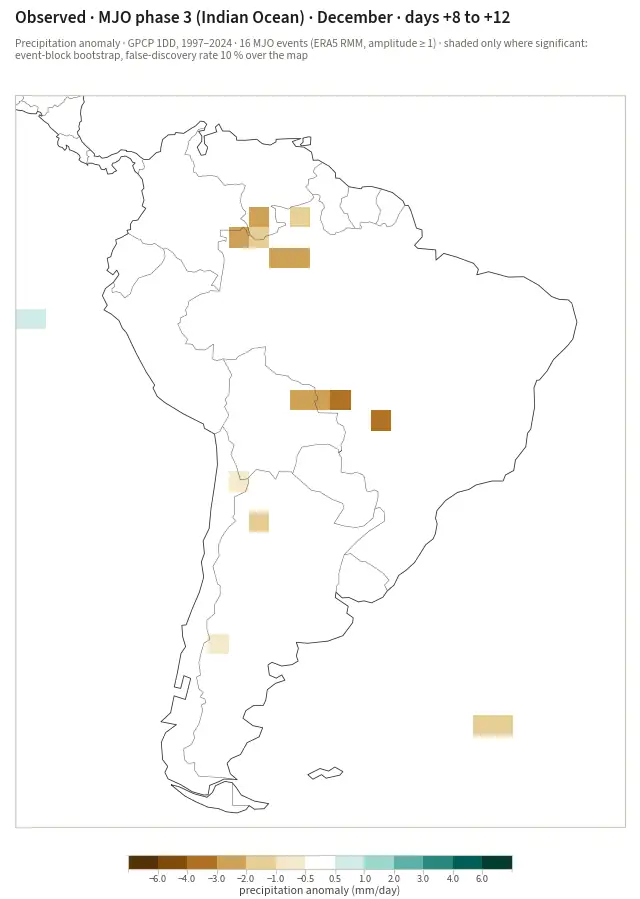 Observed · MJO phase 3 (Indian Ocean) · December · days +8 to +12
Precipitation anomaly · GPCP 1DD, 1997–2024 · 16 MJO events (ERA5 RMM, amplitude ≥ 1) · shaded only where significant:
event-block bootstrap, false-discovery rate 10 % over the map
−6.0 −4.0 −3.0 −2.0 −1.0 −0.5 0.5 1.0 2.0 3.0 4.0 6.0
precipitation anomaly (mm/day)